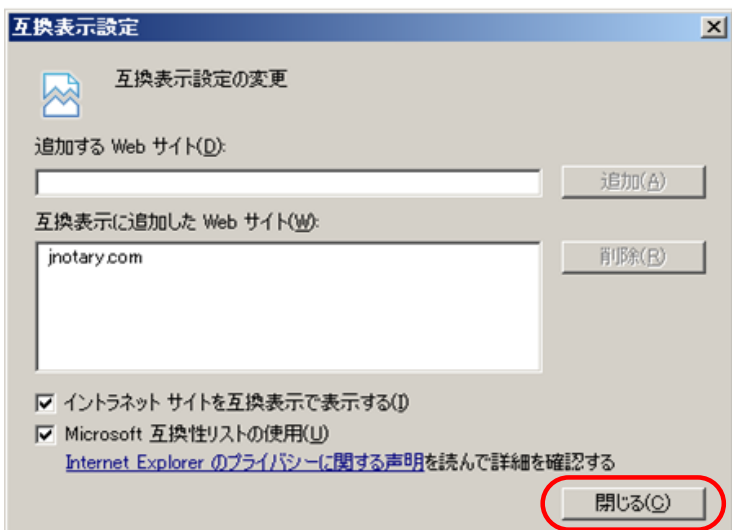 互換表示設定
互換表示設定の変更
追加する Web サイト(D):
追加(A)
互換表示に追加した Web サイト(W):
jnotary.com
削除(R)
イントラネット サイトを互換表示で表示する(I)
Microsoft 互換性リストの使用(U)
Internet Explorer のプライバシーに関する声明を読んで詳細を確認する
閉じる(C)